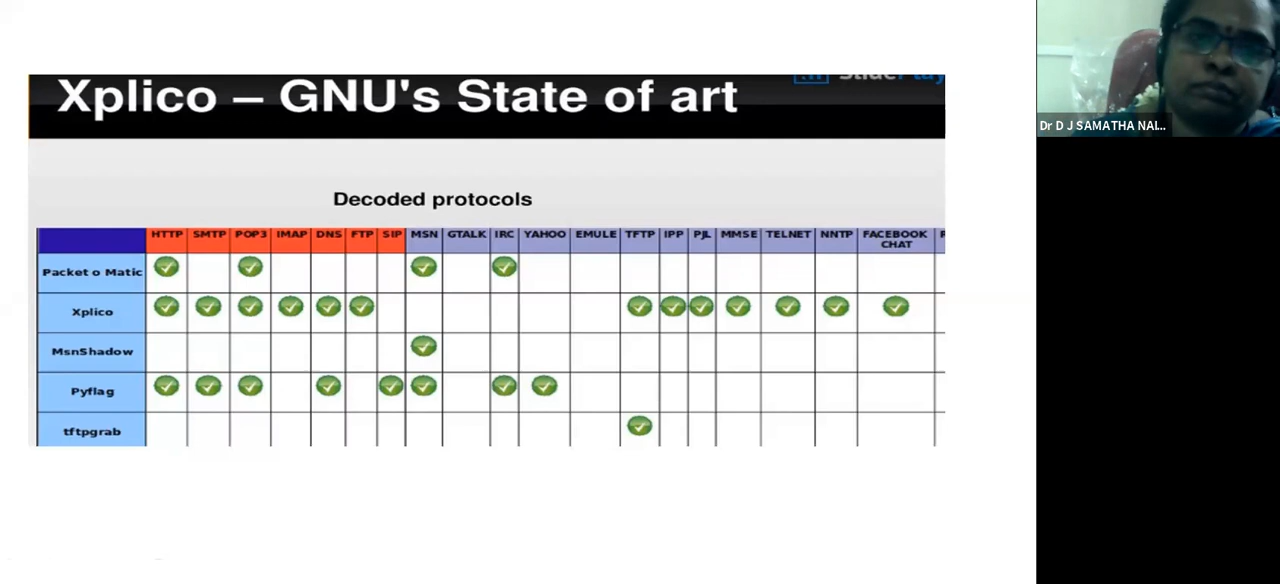 Xplico – GNU's State of art
Dr D J SAMATHA NAI...
Decoded protocols
HTTP SMTP POP3 IMAP DNS FTP SIP MSN GTALK IRC YAHOO EMULE TFTP IPP PJL MMSE TELNET NNTP FACEBOOK CHAT
Packet o Matic
Xplico
MsnShadow
Pyflag
tftpgrab